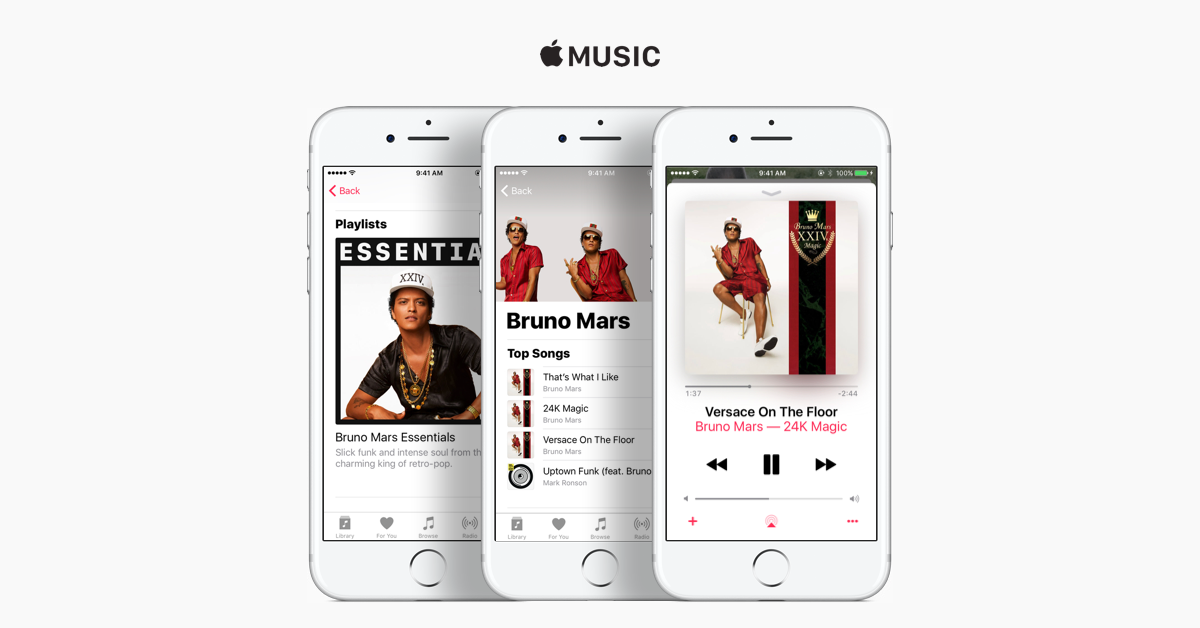 MUSIC
9:41 AM
Back
Playlists
ESSENTIA
XXIV.
Bruno Mars Essentials
Slick funk and intense soul from th
charming king of retro-pop.
Library
For You
Browse
Radio
9:41 AM
Back
Bruno Mars
Top Songs
That's What I Like
Bruno Mars
24K Magic
Bruno Mars
Versace On The Floor
Bruno Mars
Uptown Funk (feat. Bruno
Mark Ronson
Library
For You
Browse
Radio
9:41 AM
100%
Bruno Mars
XXIV
Magic
1:37
-2:44
Versace On The Floor
Bruno Mars — 24K Magic